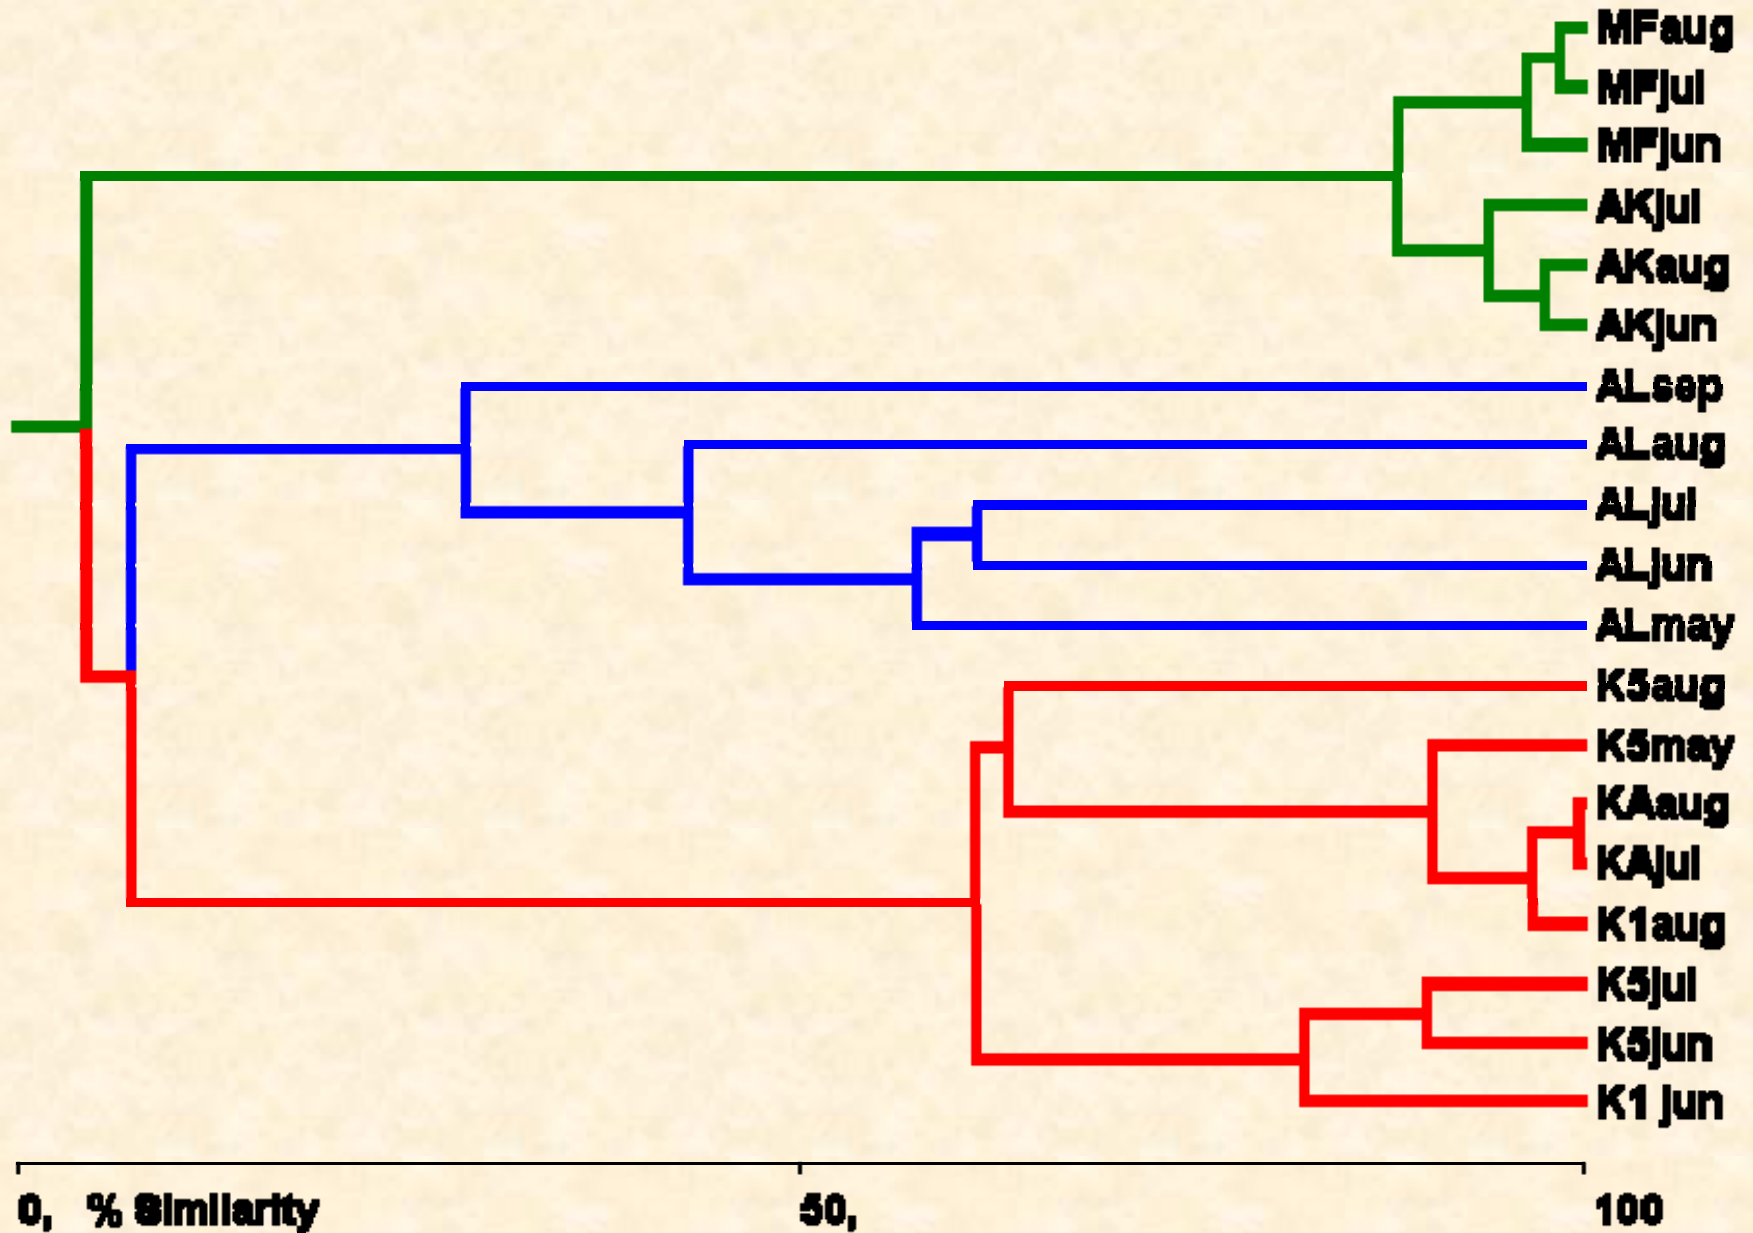 MFaug
MFjul
MFjun
AKjul
AKaug
AKjun
ALsep
ALaug
ALjul
ALjun
ALmay
K5aug
K5may
KAaug
KAjul
K1aug
K5jul
K5jun
K1 jun
0, % Similarity 50, 100